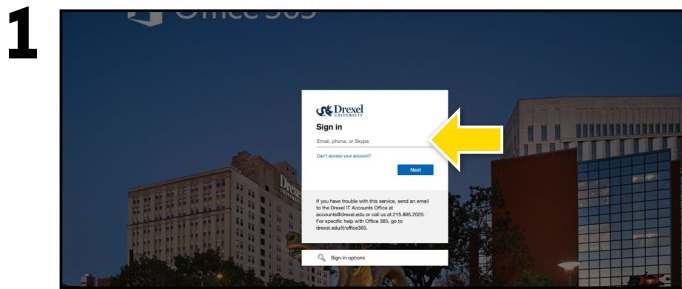 1
Office 365
Drexel
UNIVERSITY
Sign in
Email, phone, or Skype
Can't access your account?
Next
If you have trouble with this service, send an email
to the Drexel IT Accounts Office at
accounts@drexel.edu or call us at 215.895.2020.
For specific help with Office 365, go to
drexel.edu/it/office365.
Sign-in options
Drexel